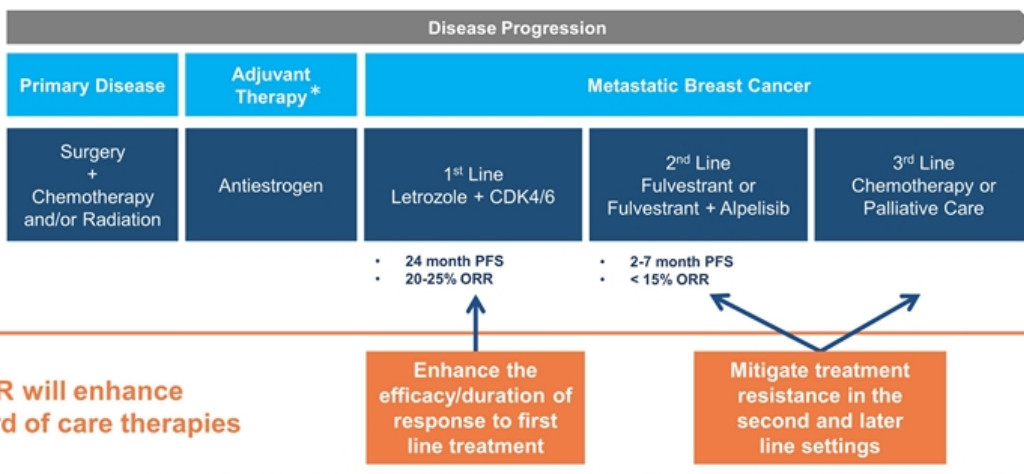 Disease Progression
Primary Disease
Adjuvant
Therapy*
Metastatic Breast Cancer
Surgery
+
Chemotherapy
and/or Radiation
Antiestrogen
1st Line
Letrozole + CDK4/6
2nd Line
Fulvestrant or
Fulvestrant + Alpelisib
3rd Line
Chemotherapy or
Palliative Care
• 24 month PFS
• 20-25% ORR
• 2-7 month PFS
• < 15% ORR
R will enhance
d of care therapies
Enhance the
efficacy/duration of
response to first
line treatment
Mitigate treatment
resistance in the
second and later
line settings